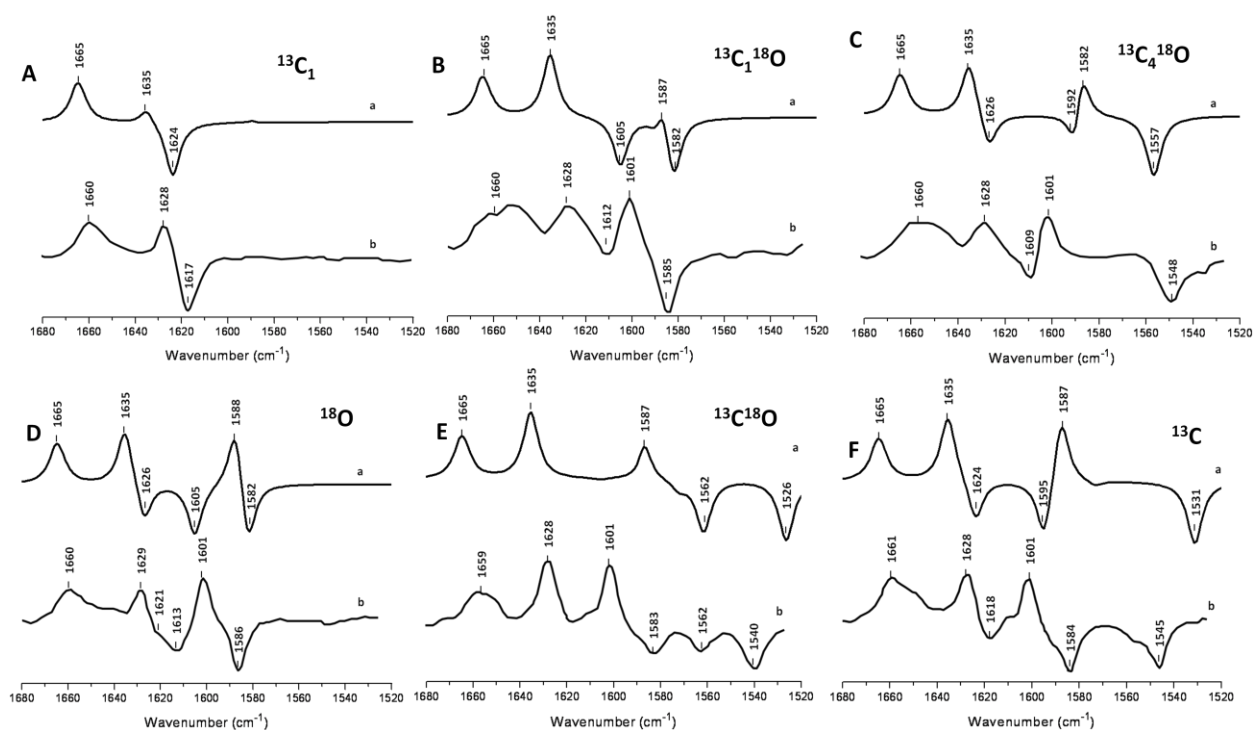 A
¹³C₁
1665
1635
1624
a
1660
1628
1617
b
1680 1660 1640 1620 1600 1580 1560 1540 1520
Wavenumber (cm⁻¹)
B
¹³C₁¹⁸O
1665
1635
1605
1587
1582
a
1660
1628
1612
1601
1585
b
1680 1660 1640 1620 1600 1580 1560 1540 1520
Wavenumber (cm⁻¹)
C
¹³C₄¹⁸O
1665
1635
1626
1592
1582
1557
a
1660
1628
1609
1601
1548
b
1680 1660 1640 1620 1600 1580 1560 1540 1520
Wavenumber (cm⁻¹)
D
¹⁸O
1665
1635
1626
1605
1588
1582
a
1660
1629
1621
1613
1601
1586
b
1680 1660 1640 1620 1600 1580 1560 1540 1520
Wavenumber (cm⁻¹)
E
¹³C¹⁸O
1665
1635
1587
1562
1526
a
1659
1628
1601
1583
1562
1540
b
1680 1660 1640 1620 1600 1580 1560 1540 1520
Wavenumber (cm⁻¹)
F
¹³C
1665
1635
1624
1595
1587
1531
a
1661
1628
1618
1601
1584
1545
b
1680 1660 1640 1620 1600 1580 1560 1540 1520
Wavenumber (cm⁻¹)